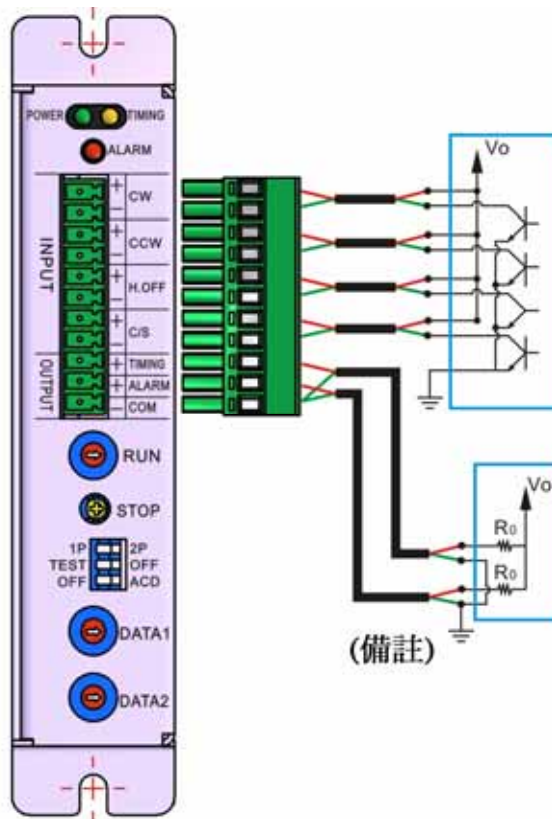 POWER TIMING
ALARM
INPUT
+ CW
−
+ CCW
−
+ H.OFF
−
+ C/S
−
OUTPUT
+ TIMING
+ ALARM
− COM
RUN
STOP
1P 2P
TEST OFF
OFF ACD
DATA1
DATA2
Vo
Vo
R0
R0
(備註)